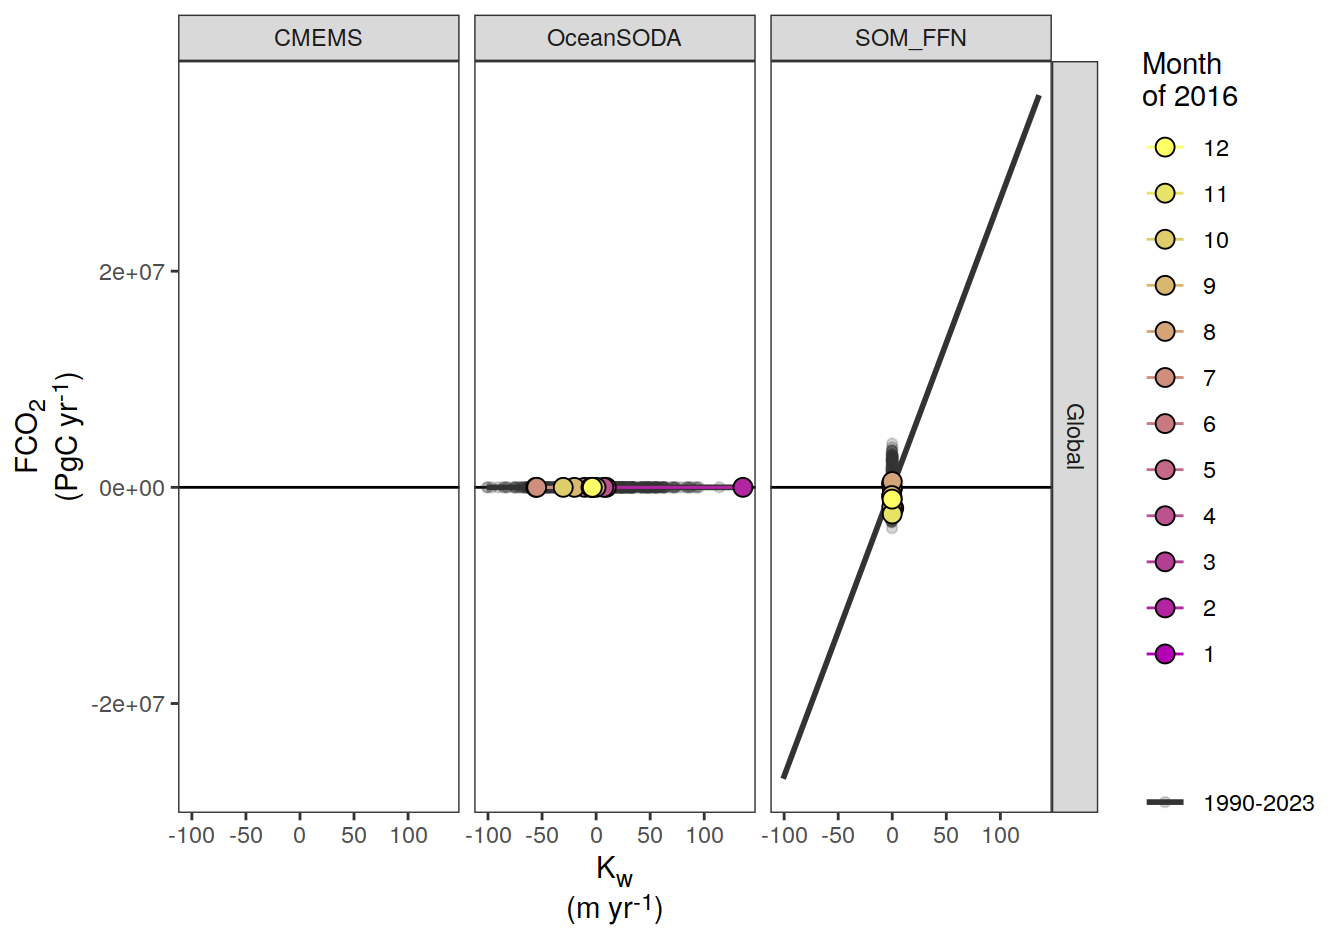 CMEMS OceanSODA SOM_FFN
Global
FCO₂
(PgC yr⁻¹)
2e+07
0e+00
-2e+07
-100 -50 0 50 100
-100 -50 0 50 100
-100 -50 0 50 100
K_w
(m yr⁻¹)
Month
of 2016
12
11
10
9
8
7
6
5
4
3
2
1
1990-2023